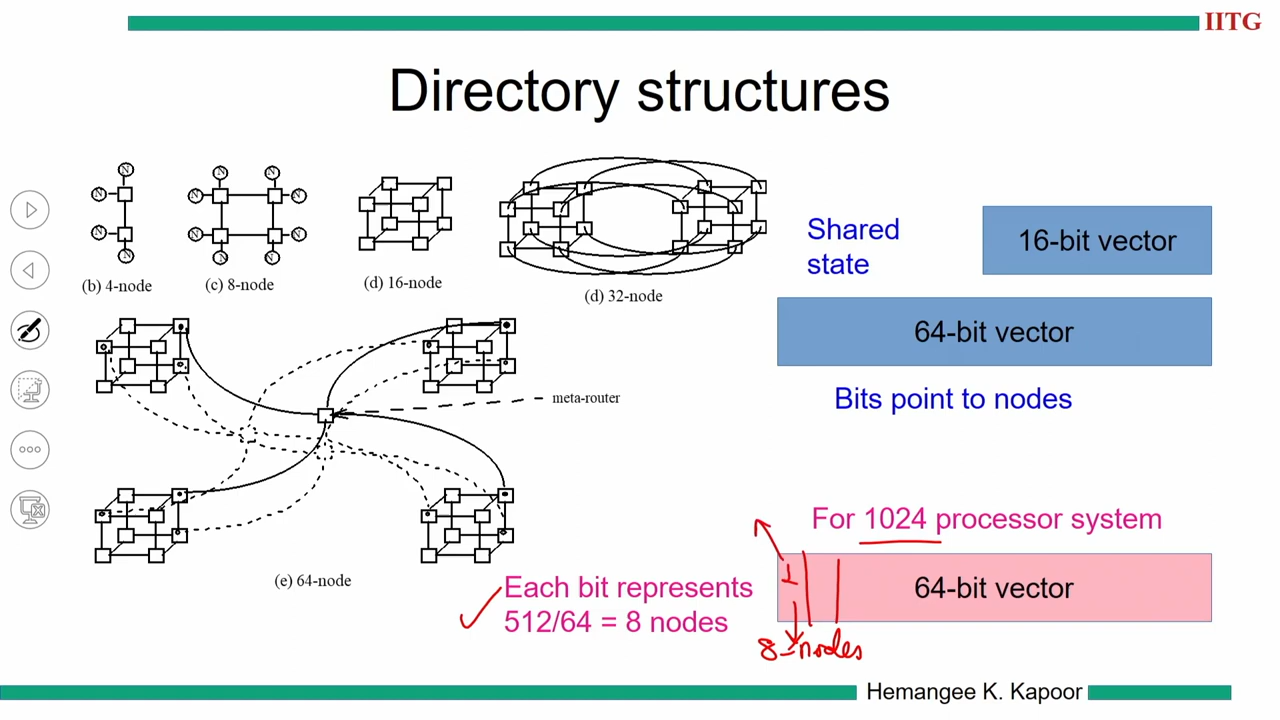 IITG
Directory structures
N N N N N N
N N N N N N
(b) 4-node
(c) 8-node
(d) 16-node
(d) 32-node
Shared
state
16-bit vector
64-bit vector
Bits point to nodes
meta-router
(e) 64-node
For 1024 processor system
Each bit represents
512/64 = 8 nodes
1
64-bit vector
8-nodes
Hemangee K. Kapoor